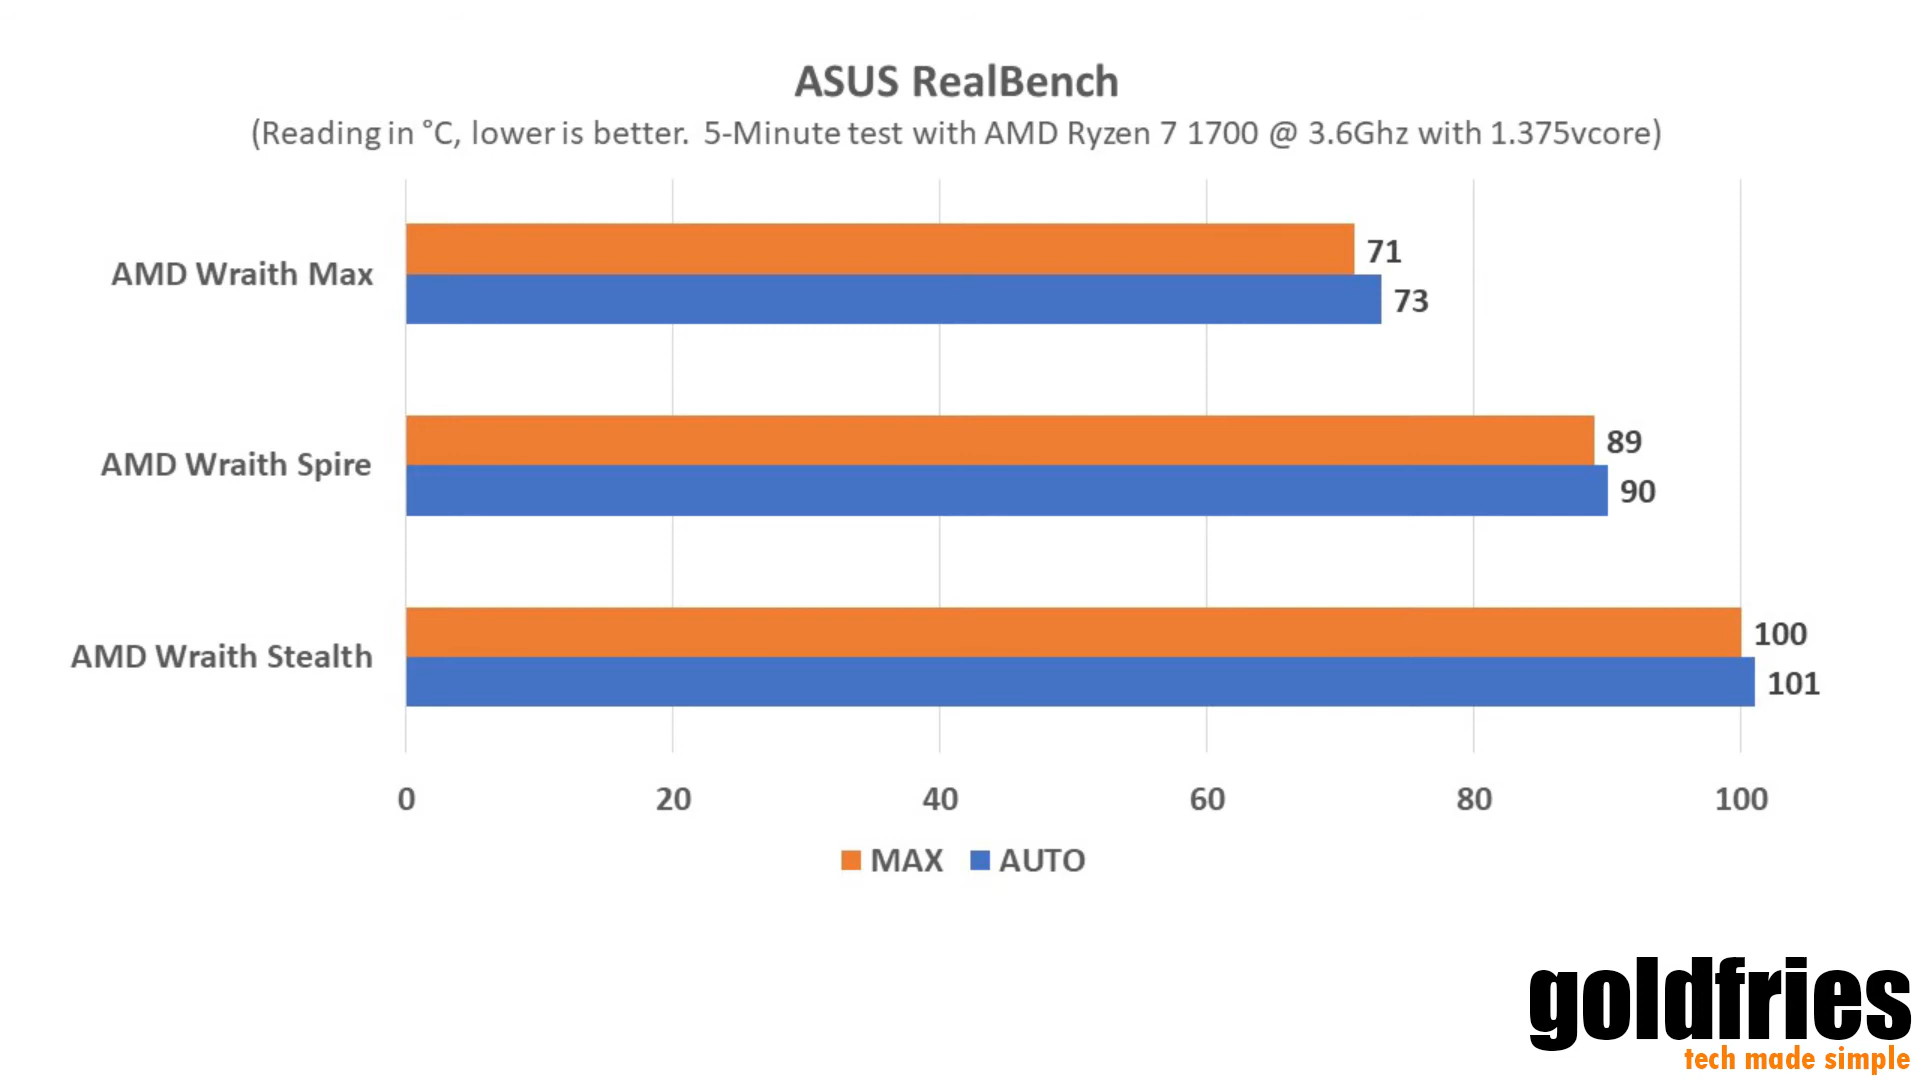 ASUS RealBench
(Reading in °C, lower is better. 5-Minute test with AMD Ryzen 7 1700 @ 3.6Ghz with 1.375vcore)
AMD Wraith Max
71
73
AMD Wraith Spire
89
90
AMD Wraith Stealth
100
101
0 20 40 60 80 100
MAX AUTO
goldfries
tech made simple